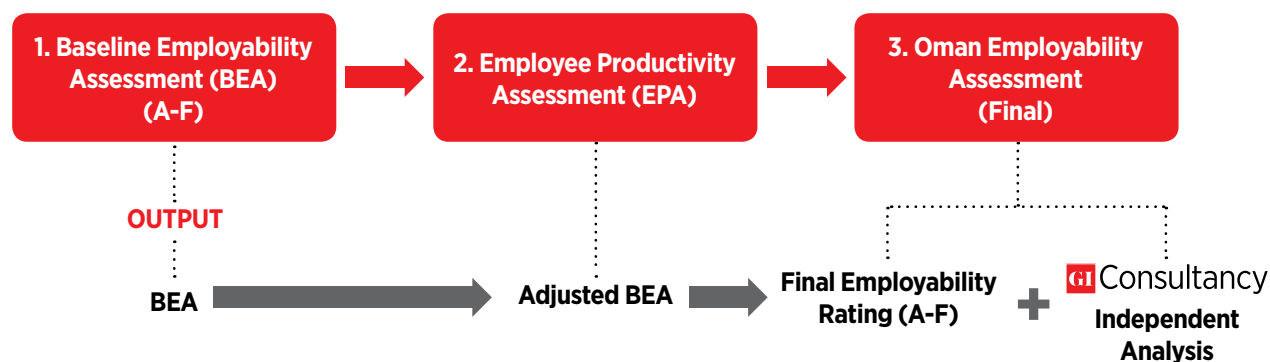 1. Baseline Employability
Assessment (BEA)
(A-F)
2. Employee Productivity
Assessment (EPA)
3. Oman Employability
Assessment
(Final)
OUTPUT
BEA
Adjusted BEA
Final Employability
Rating (A-F)
GI Consultancy
Independent
Analysis